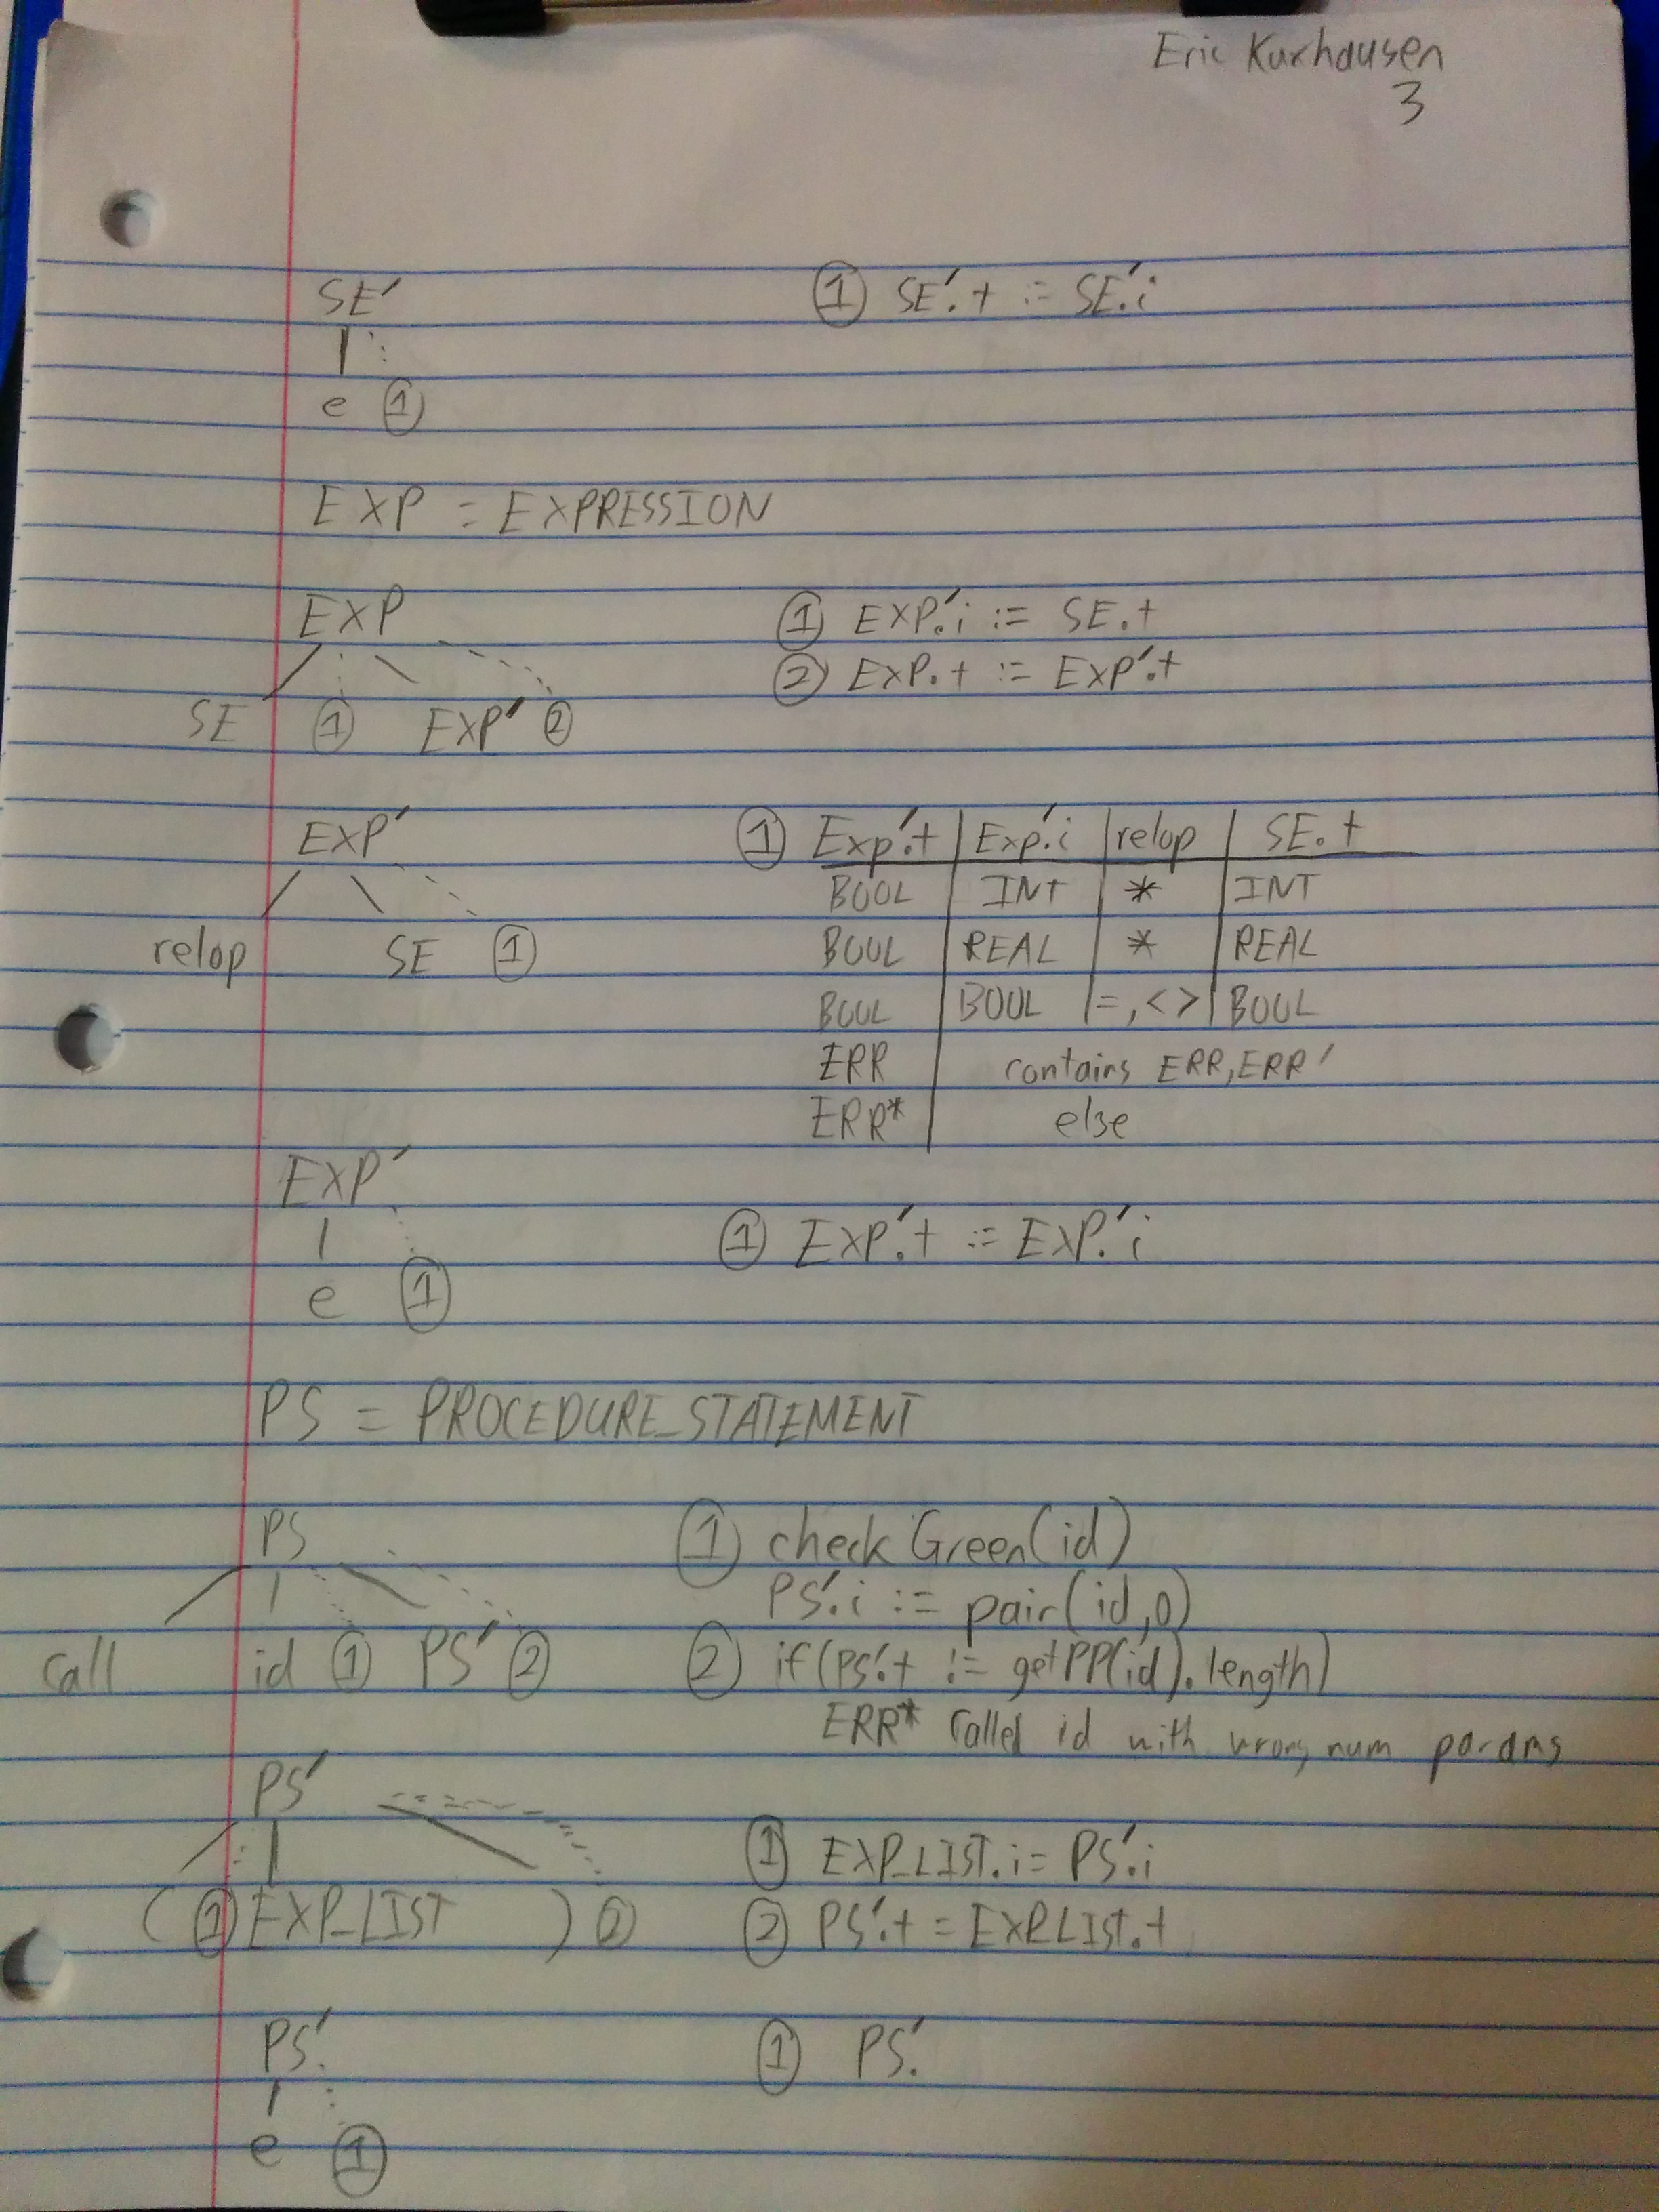 Eric Kuxhausen
3
SE' ① SE'.t := SE'.i
e ①
EXP = EXPRESSION
EXP ① EXP'.i := SE.t
② EXP.t := EXP'.t
SE ① EXP' ②
EXP' ① Exp'.t | Exp'.i | relop | SE.t
BOOL | INT | * | INT
relop SE ① BOOL | REAL | * | REAL
BOOL | BOOL | =, <> | BOOL
ERR | contains ERR, ERR'
ERR* | else
EXP'
① EXP'.t := EXP'.i
e ①
PS = PROCEDURE_STATEMENT
PS ① check Green(id)
PS'.i := pair(id,0)
call id ① PS' ② ② if(PS'.t != getPP(id).length)
ERR* called id with wrong num params
PS'
① EXP_LIST.i = PS'.i
( ① EXP_LIST ) ② ② PS'.t = EXP_LIST.t
PS'. ① PS'.
e ①